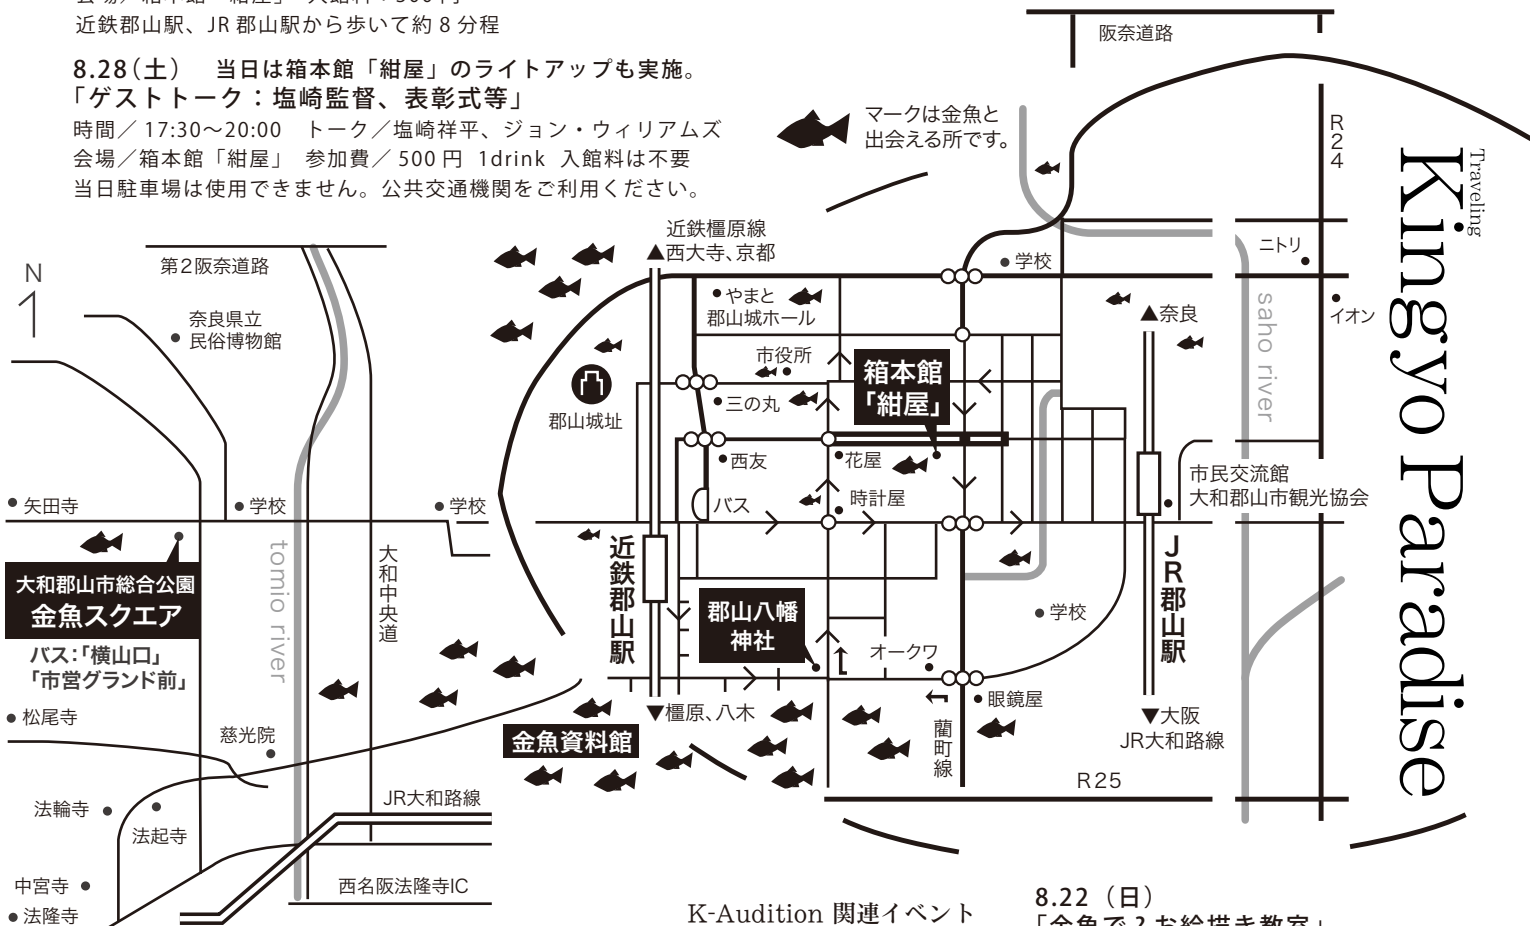 近鉄郡山駅、JR 郡山駅から歩いて約 8 分程
8.28(土) 当日は箱本館「紺屋」のライトアップも実施。
「ゲストトーク：塩崎監督、表彰式等」
時間／ 17:30〜20:00 トーク／塩崎祥平、ジョン・ウィリアムズ
会場／箱本館「紺屋」 参加費／ 500 円 1drink 入館料は不要
当日駐車場は使用できません。公共交通機関をご利用ください。
マークは金魚と
出会える所です。
阪奈道路
R24
Traveling
Kingyo Paradise
N
第2阪奈道路
奈良県立
民俗博物館
近鉄橿原線
▲西大寺、京都
学校
ニトリ
イオン
saho river
▲奈良
やまと
郡山城ホール
市役所
箱本館
「紺屋」
三の丸
郡山城址
西友
花屋
バス
時計屋
市民交流館
大和郡山市観光協会
矢田寺
学校
学校
大和郡山市総合公園
金魚スクエア
バス:「横山口」
「市営グランド前」
tomio river
大和中央道
近鉄郡山駅
郡山八幡
神社
オークワ
学校
JR郡山駅
松尾寺
慈光院
金魚資料館
▼橿原、八木
蘭町線
眼鏡屋
▼大阪
JR大和路線
R25
法輪寺
法起寺
JR大和路線
中宮寺
法隆寺
西名阪法隆寺IC
K-Audition 関連イベント
8.22（日）